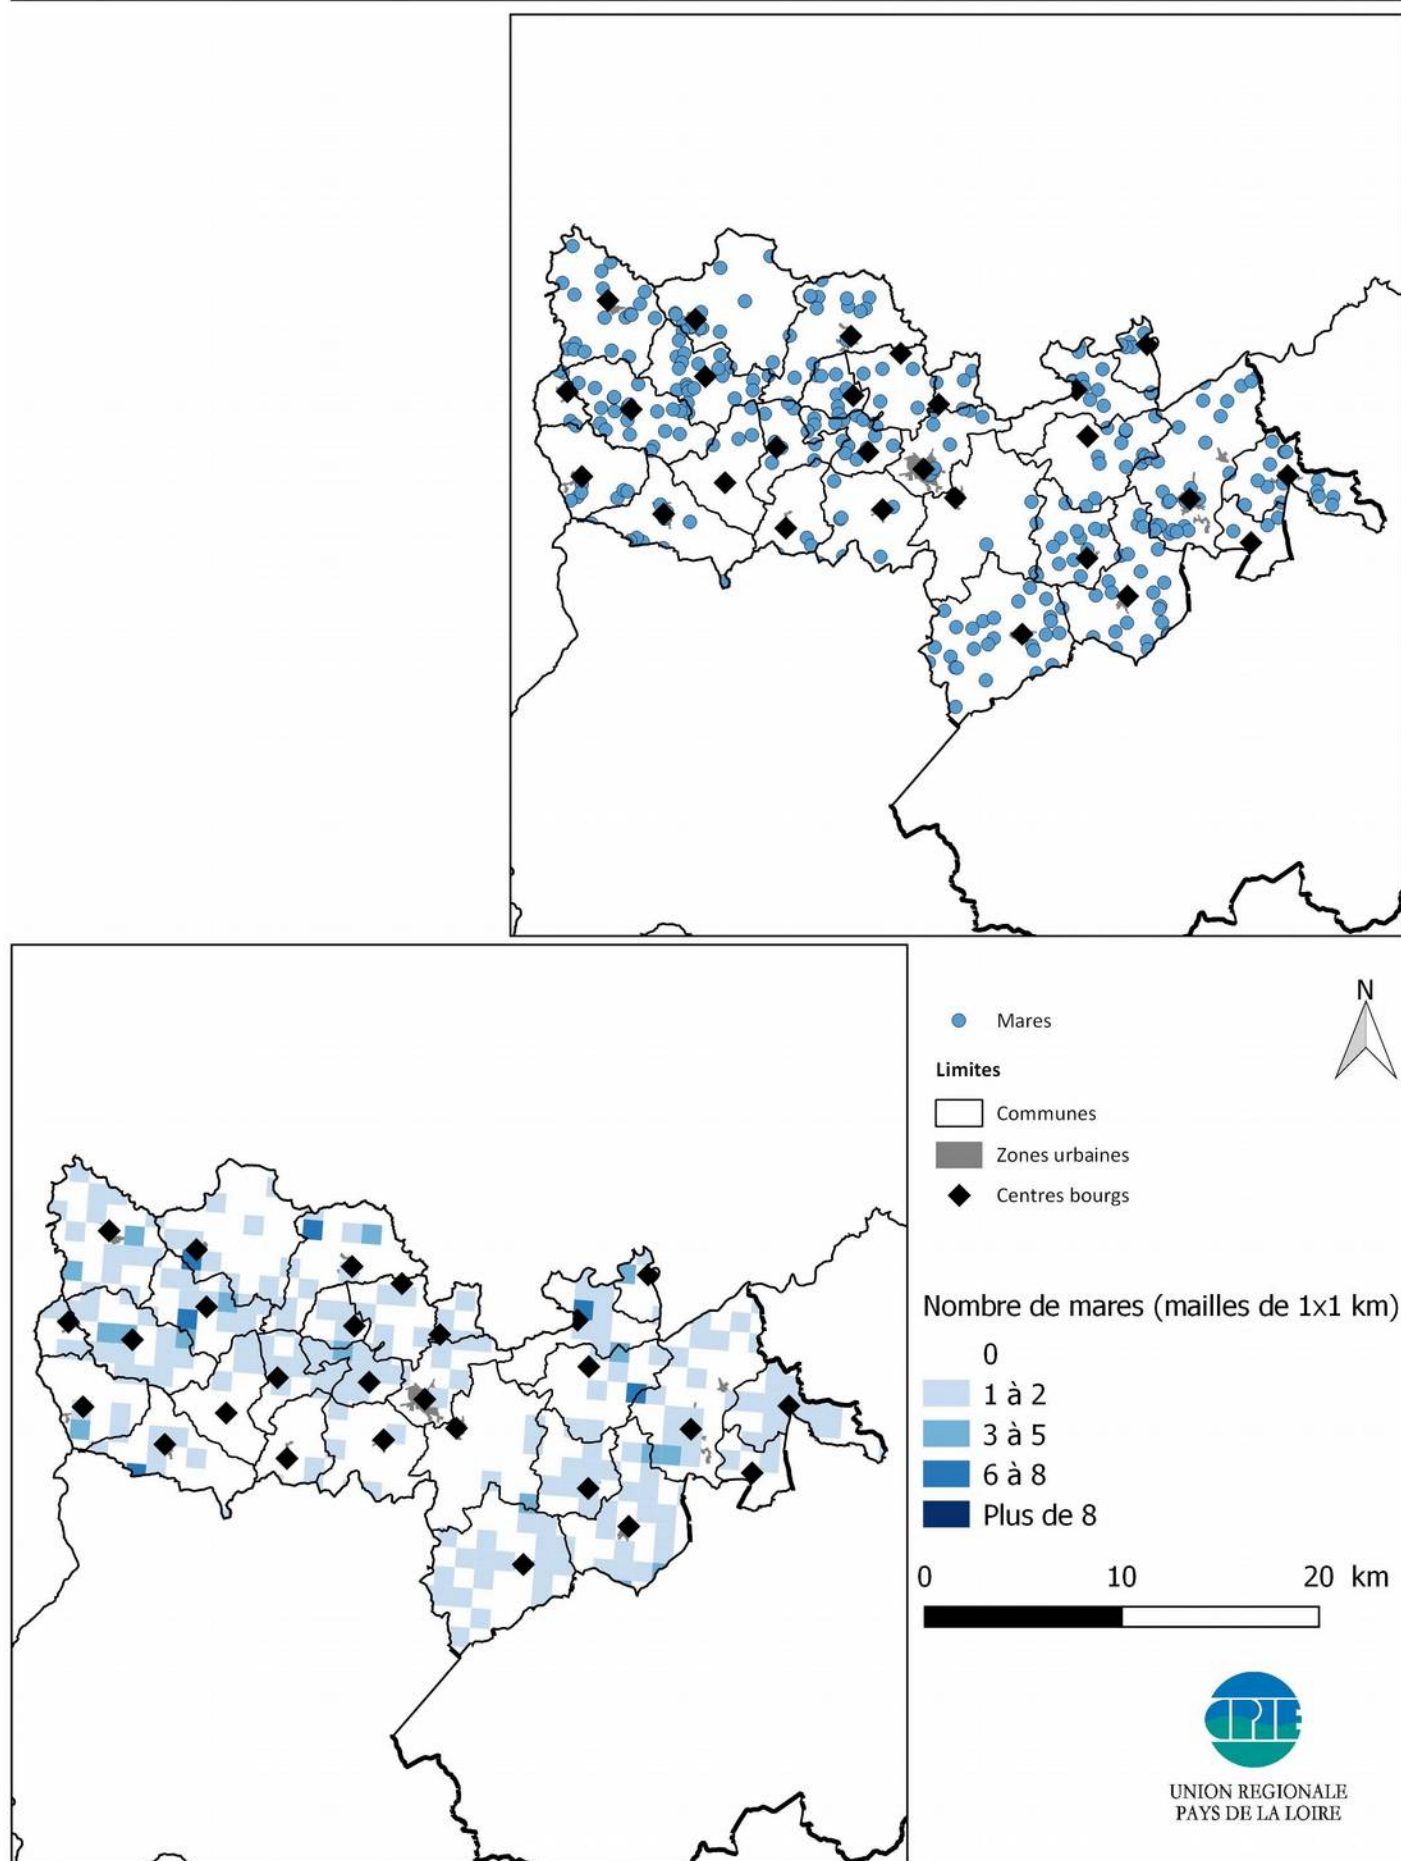 N
Mares
Limites
Communes
Zones urbaines
Centres bourgs
Nombre de mares (mailles de 1x1 km)
0
1 à 2
3 à 5
6 à 8
Plus de 8
0 10 20 km
CPIE
UNION REGIONALE
PAYS DE LA LOIRE